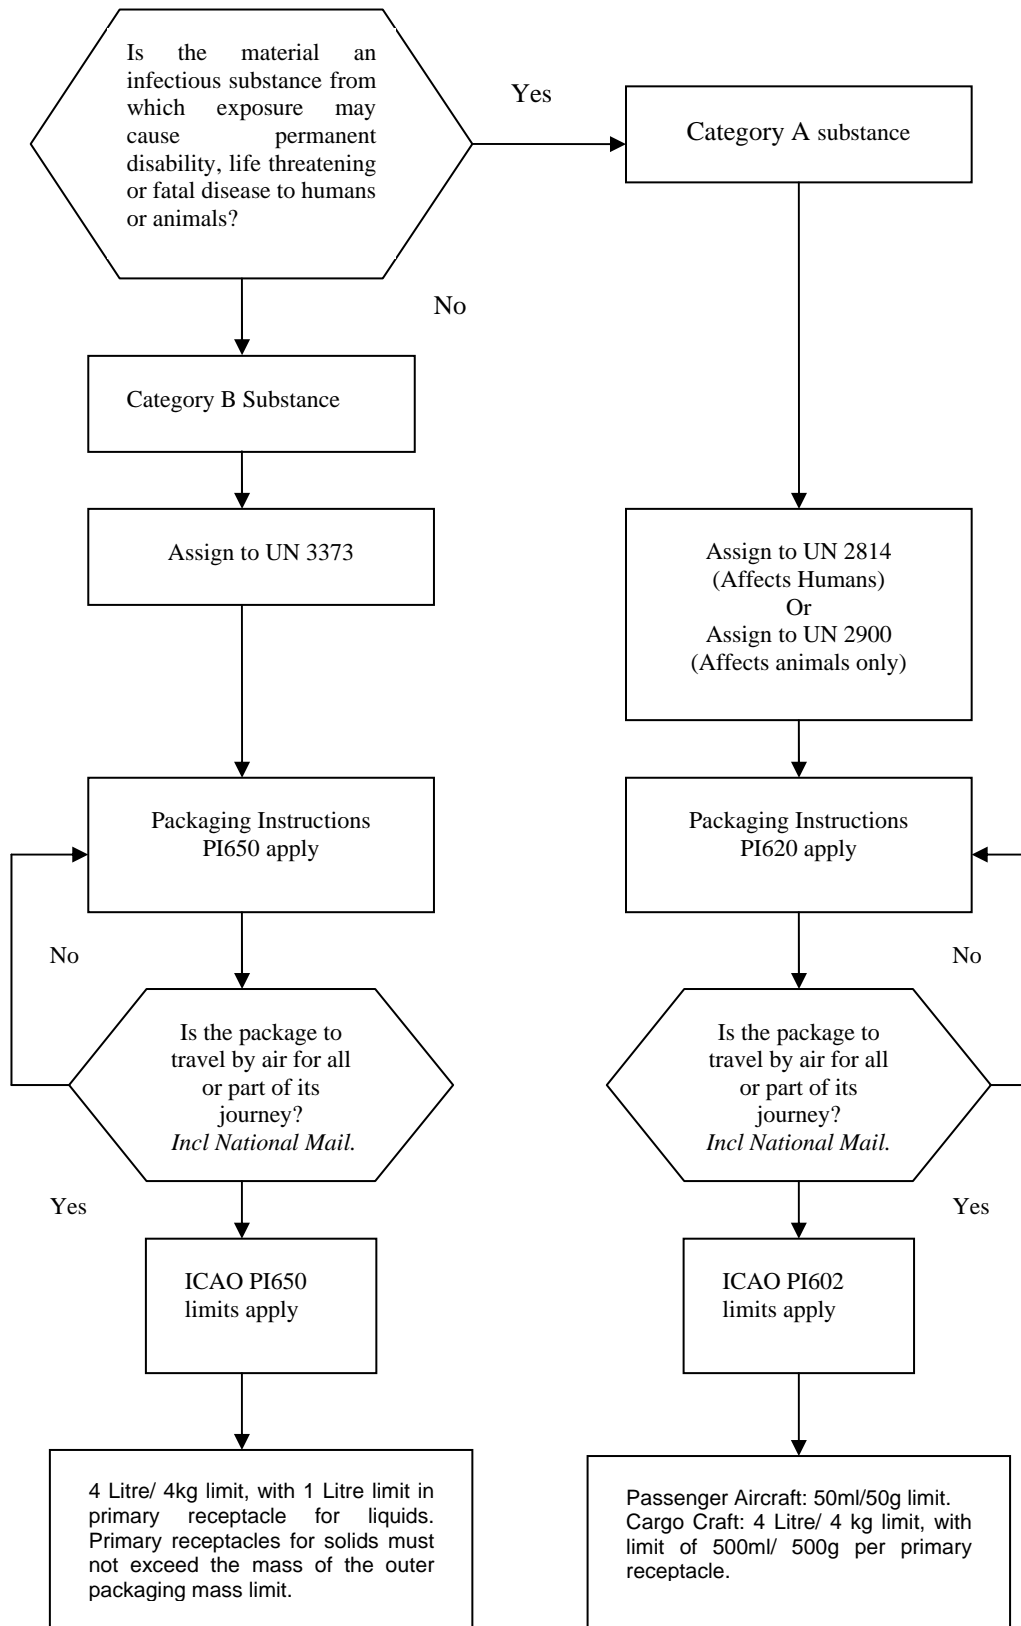 Is the material an
infectious substance from
which exposure may
cause permanent
disability, life threatening
or fatal disease to humans
or animals?
Yes
Category A substance
No
Category B Substance
Assign to UN 3373
Assign to UN 2814
(Affects Humans)
Or
Assign to UN 2900
(Affects animals only)
Packaging Instructions
PI650 apply
Packaging Instructions
PI620 apply
No
No
Is the package to
travel by air for all
or part of its
journey?
Incl National Mail.
Is the package to
travel by air for all
or part of its
journey?
Incl National Mail.
Yes
Yes
ICAO PI650
limits apply
ICAO PI602
limits apply
4 Litre/ 4kg limit, with 1 Litre limit in
primary receptacle for liquids.
Primary receptacles for solids must
not exceed the mass of the outer
packaging mass limit.
Passenger Aircraft: 50ml/50g limit.
Cargo Craft: 4 Litre/ 4 kg limit, with
limit of 500ml/ 500g per primary
receptacle.